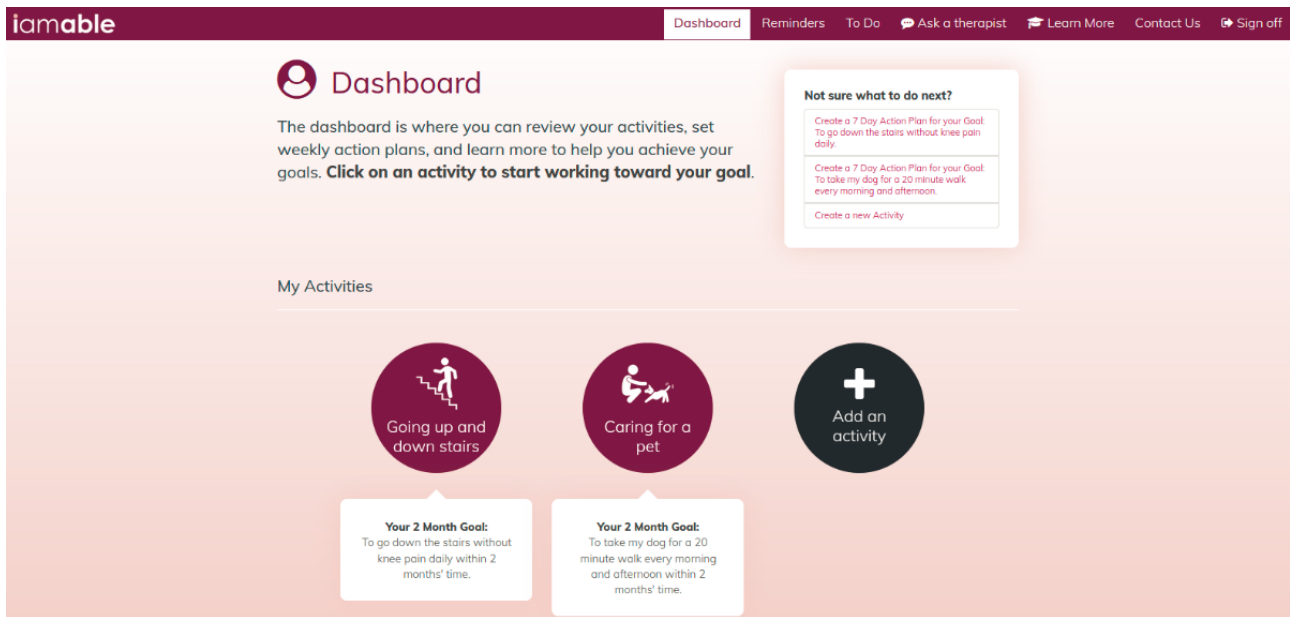 iamable
Dashboard
Reminders
To Do
Ask a therapist
Learn More
Contact Us
Sign off
Dashboard
The dashboard is where you can review your activities, set
weekly action plans, and learn more to help you achieve your
goals. Click on an activity to start working toward your goal.
Not sure what to do next?
Create a 7 Day Action Plan for your Goal:
To go down the stairs without knee pain
daily.
Create a 7 Day Action Plan for your Goal:
To take my dog for a 20 minute walk
every morning and afternoon.
Create a new Activity
My Activities
Going up and
down stairs
Caring for a
pet
Add an
activity
Your 2 Month Goal:
To go down the stairs without
knee pain daily within 2
months' time.
Your 2 Month Goal:
To take my dog for a 20
minute walk every morning
and afternoon within 2
months' time.